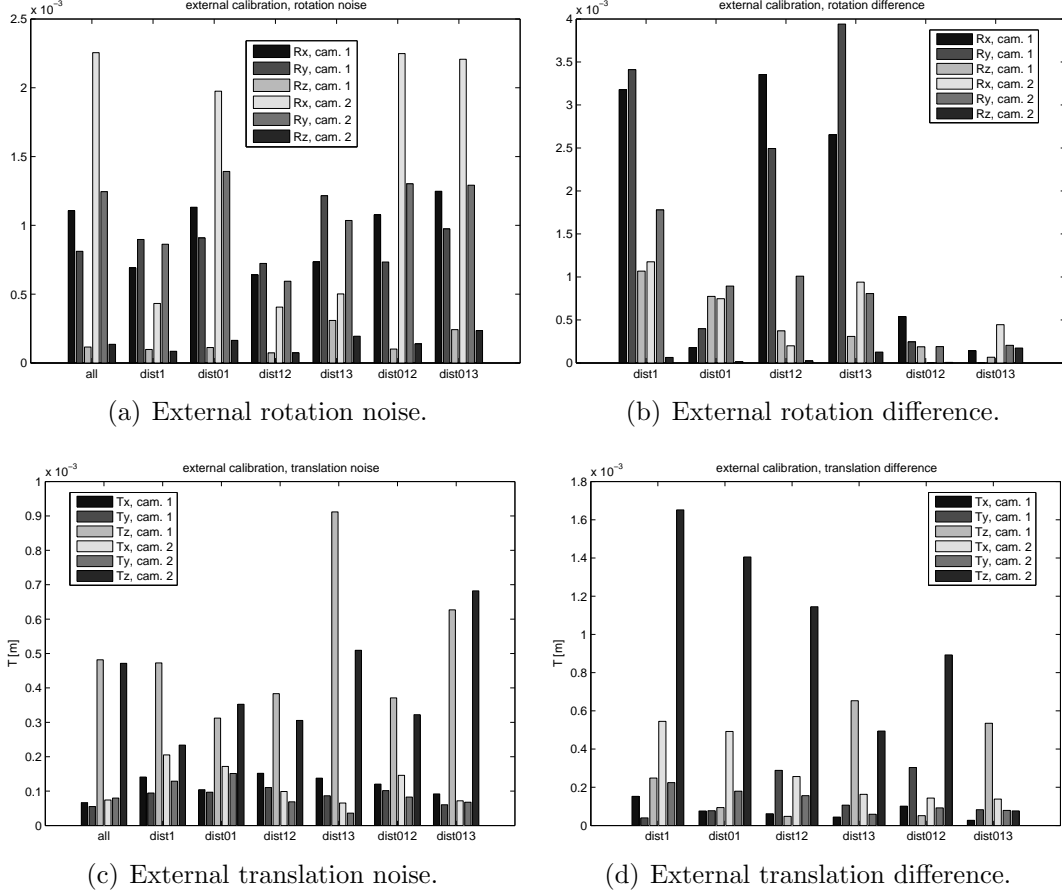 external calibration, rotation noise
x 10⁻³
2.5
2
1.5
1
0.5
0
Rx, cam. 1
Ry, cam. 1
Rz, cam. 1
Rx, cam. 2
Ry, cam. 2
Rz, cam. 2
all dist1 dist01 dist12 dist13 dist012 dist013
(a) External rotation noise.
external calibration, rotation difference
x 10⁻³
4
3.5
3
2.5
2
1.5
1
0.5
0
Rx, cam. 1
Ry, cam. 1
Rz, cam. 1
Rx, cam. 2
Ry, cam. 2
Rz, cam. 2
dist1 dist01 dist12 dist13 dist012 dist013
(b) External rotation difference.
external calibration, translation noise
x 10⁻³
1
0.9
0.8
0.7
0.6
0.5
0.4
0.3
0.2
0.1
0
T [m]
Tx, cam. 1
Ty, cam. 1
Tz, cam. 1
Tx, cam. 2
Ty, cam. 2
Tz, cam. 2
all dist1 dist01 dist12 dist13 dist012 dist013
(c) External translation noise.
external calibration, translation difference
x 10⁻³
1.8
1.6
1.4
1.2
1
0.8
0.6
0.4
0.2
0
T [m]
Tx, cam. 1
Ty, cam. 1
Tz, cam. 1
Tx, cam. 2
Ty, cam. 2
Tz, cam. 2
dist1 dist01 dist12 dist13 dist012 dist013
(d) External translation difference.